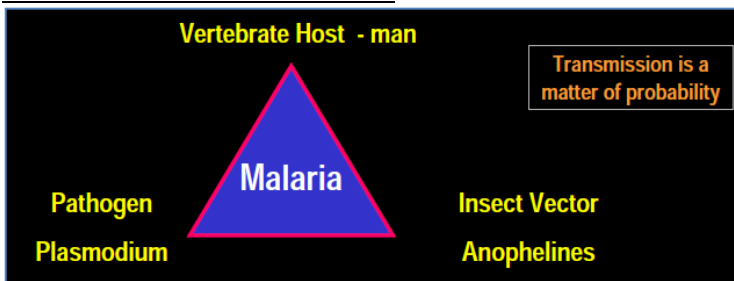 Vertebrate Host - man
Transmission is a
matter of probability
Malaria
Pathogen
Plasmodium
Insect Vector
Anophelines